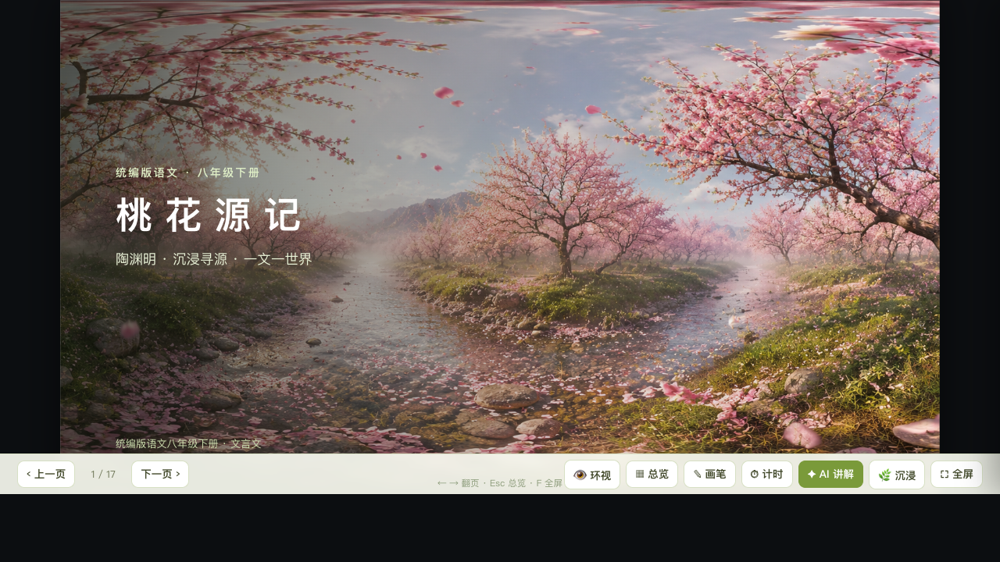 统编版语文 · 八年级下册
桃花源记
陶渊明 · 沉浸寻源 · 一文一世界
统编版语文八年级下册 · 文言文
‹ 上一页
1 / 17
下一页 ›
← → 翻页 · Esc 总览 · F 全屏
环视
总览
画笔
计时
AI 讲解
沉浸
全屏